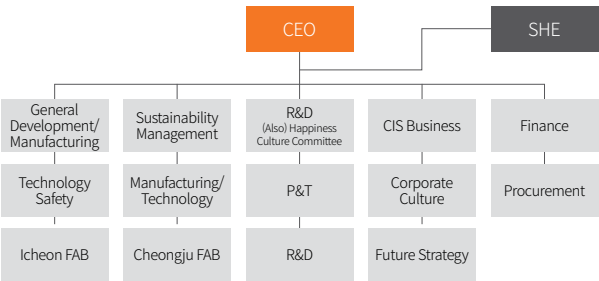 CEO
SHE
General
Development/
Manufacturing
Sustainability
Management
R&D
(Also) Happiness
Culture Committee
CIS Business
Finance
Technology
Safety
Manufacturing/
Technology
P&T
Corporate
Culture
Procurement
Icheon FAB
Cheongju FAB
R&D
Future Strategy